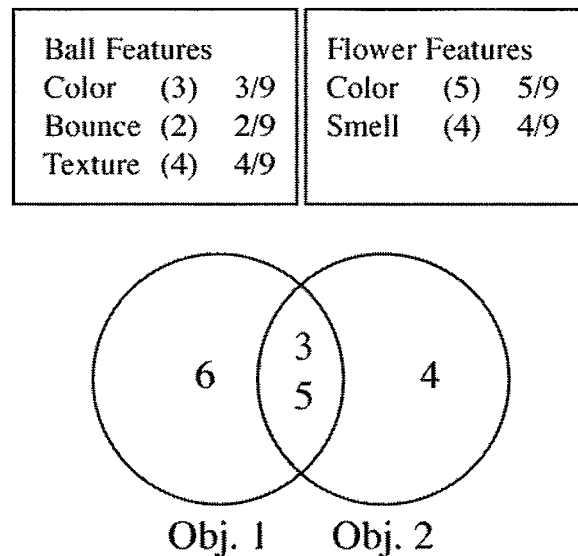 Ball Features
Color (3) 3/9
Bounce (2) 2/9
Texture (4) 4/9
Flower Features
Color (5) 5/9
Smell (4) 4/9
6
3
5
4
Obj. 1
Obj. 2